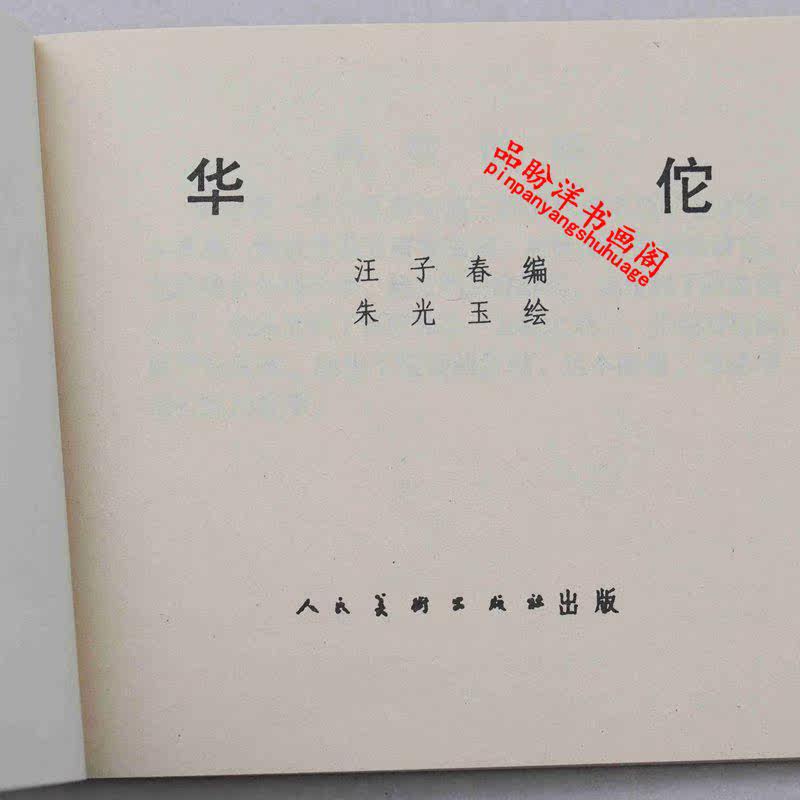 华 佗
品盼洋书画阁
pinpanyangshuhuage
汪子春编
朱光玉绘
人民美术出版社出版